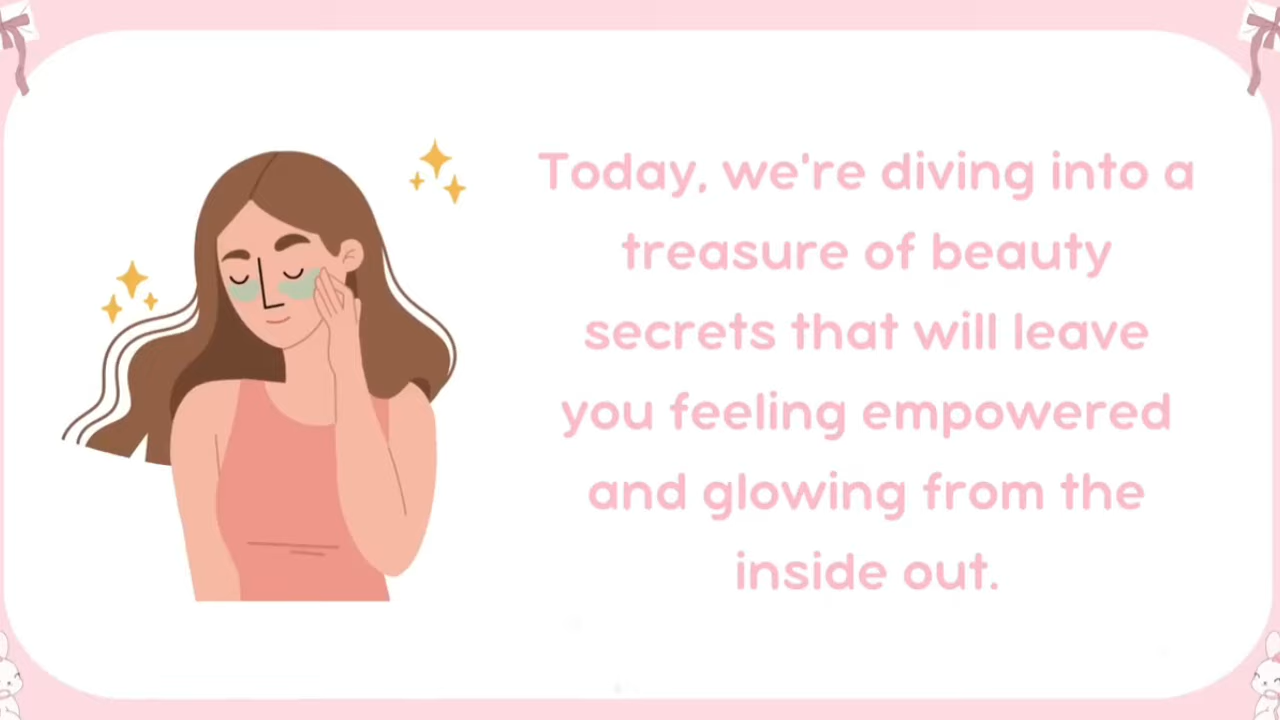 Today, we're diving into a
treasure of beauty
secrets that will leave
you feeling empowered
and glowing from the
inside out.